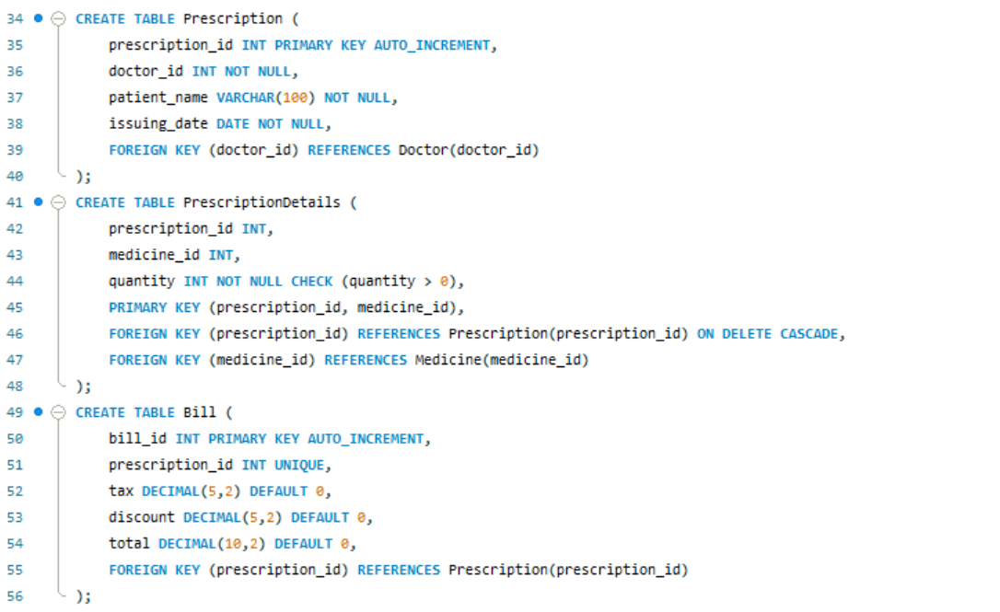 34 CREATE TABLE Prescription (
35 prescription_id INT PRIMARY KEY AUTO_INCREMENT,
36 doctor_id INT NOT NULL,
37 patient_name VARCHAR(100) NOT NULL,
38 issuing_date DATE NOT NULL,
39 FOREIGN KEY (doctor_id) REFERENCES Doctor(doctor_id)
40 );
41 CREATE TABLE PrescriptionDetails (
42 prescription_id INT,
43 medicine_id INT,
44 quantity INT NOT NULL CHECK (quantity > 0),
45 PRIMARY KEY (prescription_id, medicine_id),
46 FOREIGN KEY (prescription_id) REFERENCES Prescription(prescription_id) ON DELETE CASCADE,
47 FOREIGN KEY (medicine_id) REFERENCES Medicine(medicine_id)
48 );
49 CREATE TABLE Bill (
50 bill_id INT PRIMARY KEY AUTO_INCREMENT,
51 prescription_id INT UNIQUE,
52 tax DECIMAL(5,2) DEFAULT 0,
53 discount DECIMAL(5,2) DEFAULT 0,
54 total DECIMAL(10,2) DEFAULT 0,
55 FOREIGN KEY (prescription_id) REFERENCES Prescription(prescription_id)
56 );